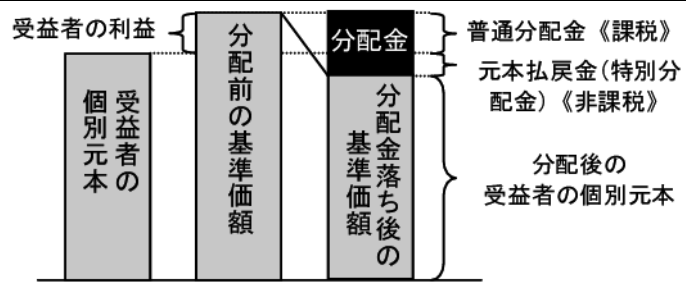 受益者の利益
受益者の
個別元本
分配前の基準価額
分配金
分配金落ち後の
基準価額
普通分配金《課税》
元本払戻金(特別分
配金)《非課税》
分配後の
受益者の個別元本